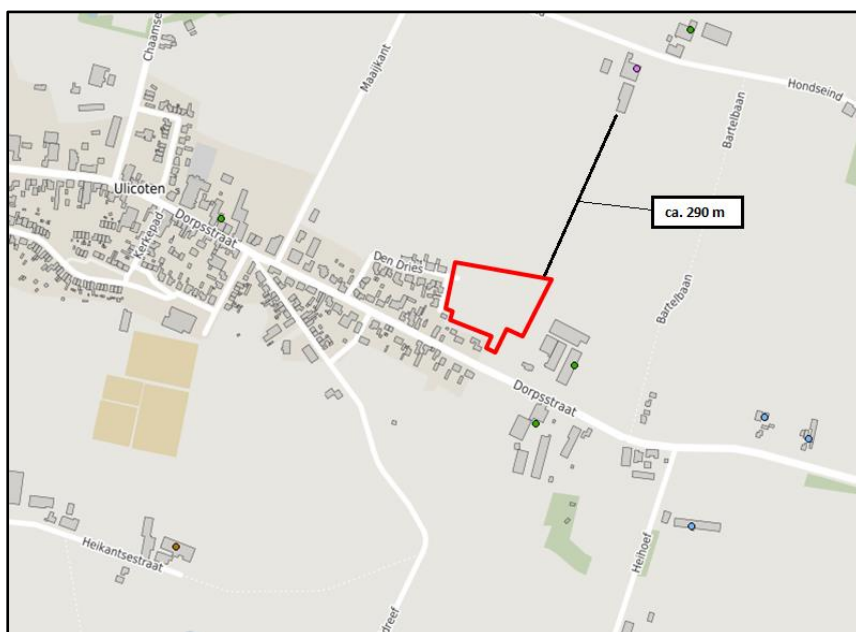 Chaamse
Maaijkant
Hondseind
Bartelbaan
Ulicoten
Kerkepad
Dorpsstraat
ca. 290 m
Den Dries
Bartelbaan
Dorpsstraat
Heikantsestraat
Heihoef
dreef